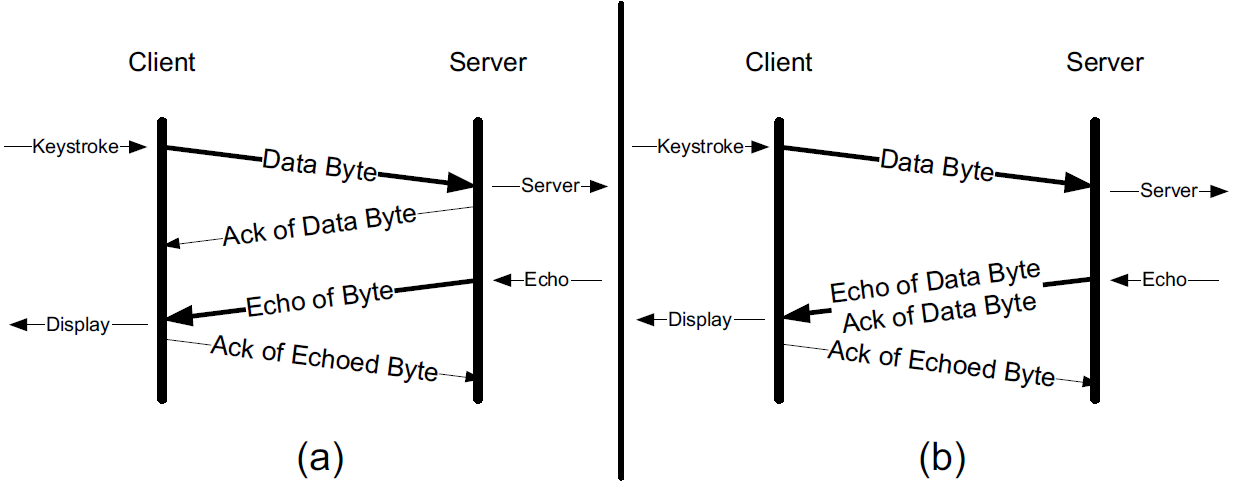 Client
Server
Keystroke
Data Byte
Server
Ack of Data Byte
Echo
Echo of Byte
Display
Ack of Echoed Byte
(a)
Client
Server
Keystroke
Data Byte
Server
Echo of Data Byte
Echo
Ack of Data Byte
Display
Ack of Echoed Byte
(b)